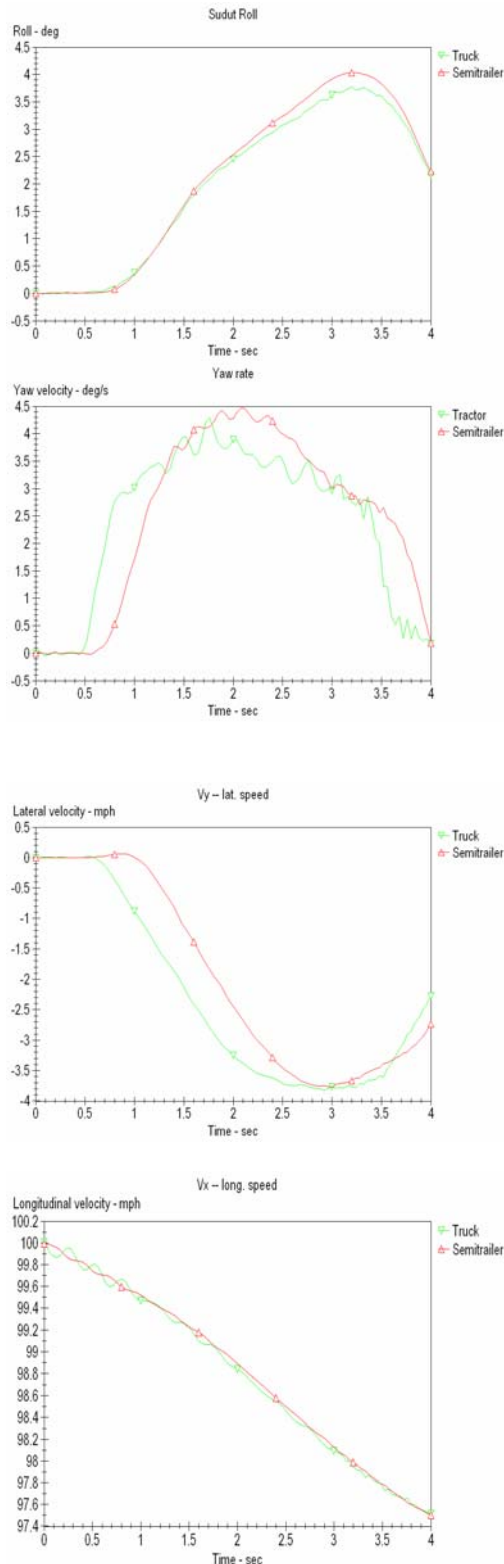 Sudut Roll
Roll - deg
4.5
4
3.5
3
2.5
2
1.5
1
0.5
0
-0.5
0 0.5 1 1.5 2 2.5 3 3.5 4
Time - sec
Truck
Semitrailer
Yaw rate
Yaw velocity - deg/s
4.5
4
3.5
3
2.5
2
1.5
1
0.5
0
-0.5
0 0.5 1 1.5 2 2.5 3 3.5 4
Time - sec
Tractor
Semitrailer
Vy -- lat. speed
Lateral velocity - mph
0.5
0
-0.5
-1
-1.5
-2
-2.5
-3
-3.5
-4
0 0.5 1 1.5 2 2.5 3 3.5 4
Time - sec
Truck
Semitrailer
Vx -- long. speed
Longitudinal velocity - mph
100.2
100
99.8
99.6
99.4
99.2
99
98.8
98.6
98.4
98.2
98
97.8
97.6
97.4
0 0.5 1 1.5 2 2.5 3 3.5 4
Time - sec
Truck
Semitrailer